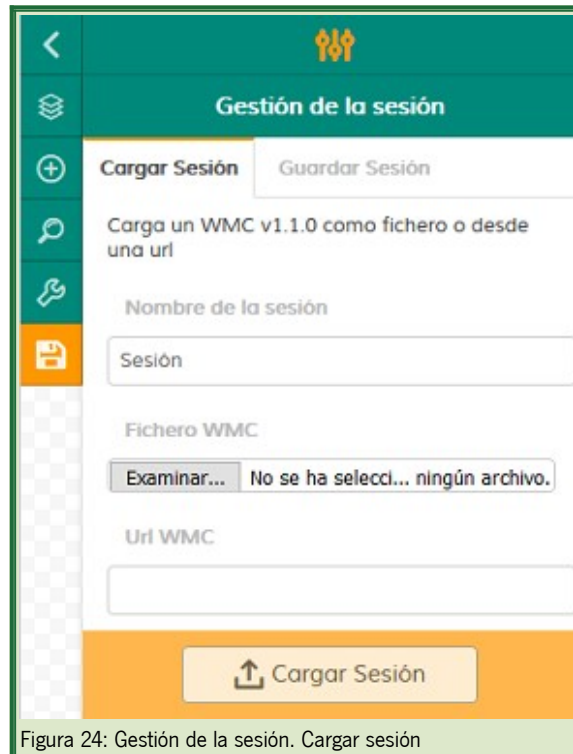 Gestión de la sesión
Cargar Sesión Guardar Sesión
Carga un WMC v1.1.0 como fichero o desde
una url
Nombre de la sesión
Sesión
Fichero WMC
Examinar... No se ha selecci... ningún archivo.
Url WMC
Cargar Sesión
Figura 24: Gestión de la sesión. Cargar sesión